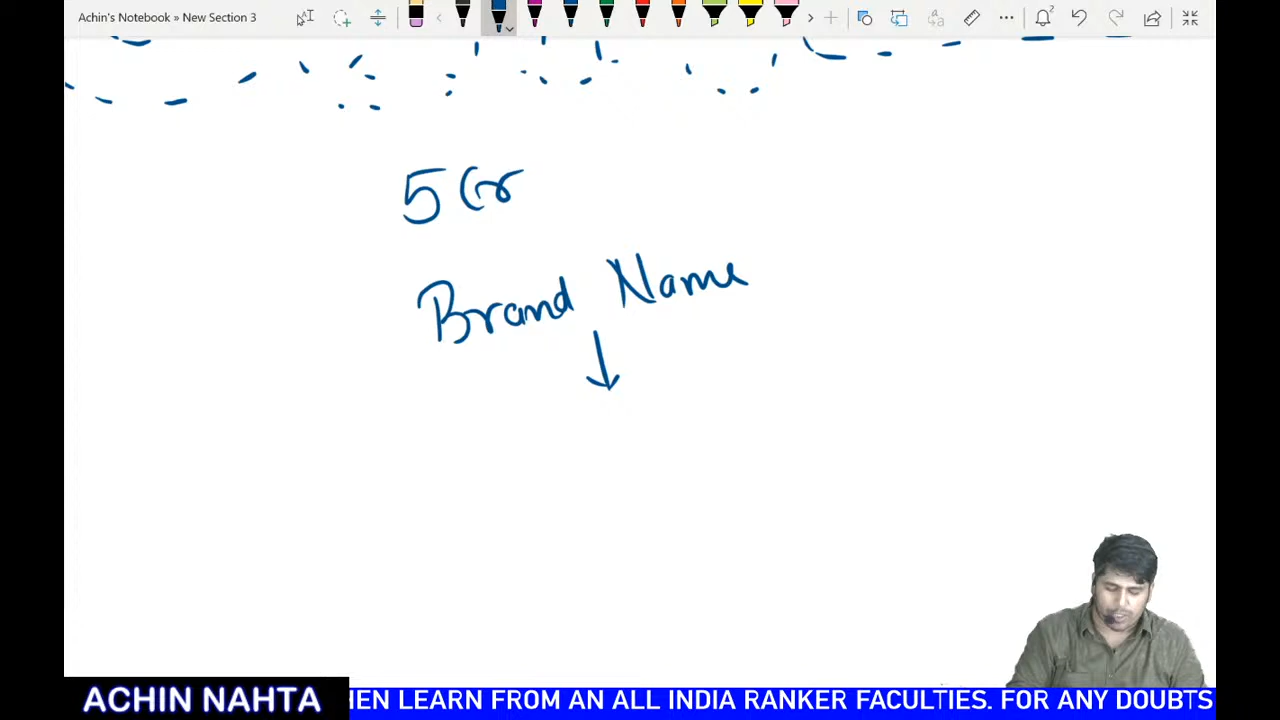 Achin's Notebook » New Section 3
5 Cr
Brand Name
ACHIN NAHTA
HEN LEARN FROM AN ALL INDIA RANKER FACULTIES. FOR ANY DOUBTS